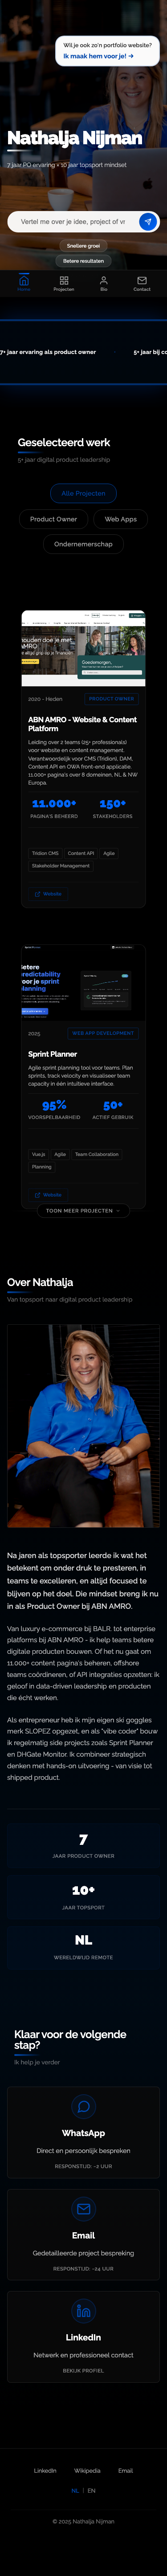 Wil je ook zo'n portfolio website?
Ik maak hem voor je! →
Nathalja Nijman
7 jaar PO ervaring + 10 jaar topsport mindset
Vertel me over je idee, project of vr
Snellere groei
Betere resultaten
Home
Projecten
Bio
Contact
7+ jaar ervaring als product owner
5+ jaar bij co
Geselecteerd werk
5+ jaar digital product leadership
Alle Projecten
Product Owner
Web Apps
Ondernemerschap
Goedemorgen,
2020 - Heden
PRODUCT OWNER
ABN AMRO - Website & Content
Platform
Leiding over 2 teams (15+ professionals)
voor website en content management.
Verantwoordelijk voor CMS (Tridion), DAM,
Content API en OWA front-end applicatie.
11.000+ pagina's over 8 domeinen, NL & NW
Europa.
11.000+
150+
PAGINA'S BEHEERD
STAKEHOLDERS
Tridion CMS
Content API
Agile
Stakeholder Management
Website
Betere
predictability
voor je sprint
planning
2025
WEB APP DEVELOPMENT
Sprint Planner
Agile sprint planning tool voor teams. Plan
sprints, track velocity en visualiseer team
capacity in één intuïtieve interface.
95%
50+
VOORSPELBAARHEID
ACTIEF GEBRUIK
Vue.js
Agile
Team Collaboration
Planning
Website
TOON MEER PROJECTEN
Over Nathalja
Van topsport naar digital product leadership
Na jaren als topsporter leerde ik wat het
betekent om onder druk te presteren, in
teams te excelleren, en altijd focused te
blijven op het doel. Die mindset breng ik nu
in als Product Owner bij ABN AMRO.
Van luxury e-commerce bij BALR. tot enterprise
platforms bij ABN AMRO - ik help teams betere
digitale producten bouwen. Of het nu gaat om
11.000+ content pagina's beheren, offshore
teams coördineren, of API integraties opzetten: ik
geloof in data-driven leadership en producten
die écht werken.
Als entrepreneur heb ik mijn eigen ski goggles
merk SLOPEZ opgezet, en als "vibe coder" bouw
ik regelmatig side projects zoals Sprint Planner
en DHGate Monitor. Ik combineer strategisch
denken met hands-on uitvoering - van visie tot
shipped product.
7
JAAR PRODUCT OWNER
10+
JAAR TOPSPORT
NL
WERELDWIJD REMOTE
Klaar voor de volgende
stap?
Ik help je verder
WhatsApp
Direct en persoonlijk bespreken
RESPONSTIJD: ~2 UUR
Email
Gedetailleerde project bespreking
RESPONSTIJD: ~24 UUR
LinkedIn
Netwerk en professioneel contact
BEKIJK PROFIEL
LinkedIn
Wikipedia
Email
NL | EN
© 2025 Nathalja Nijman